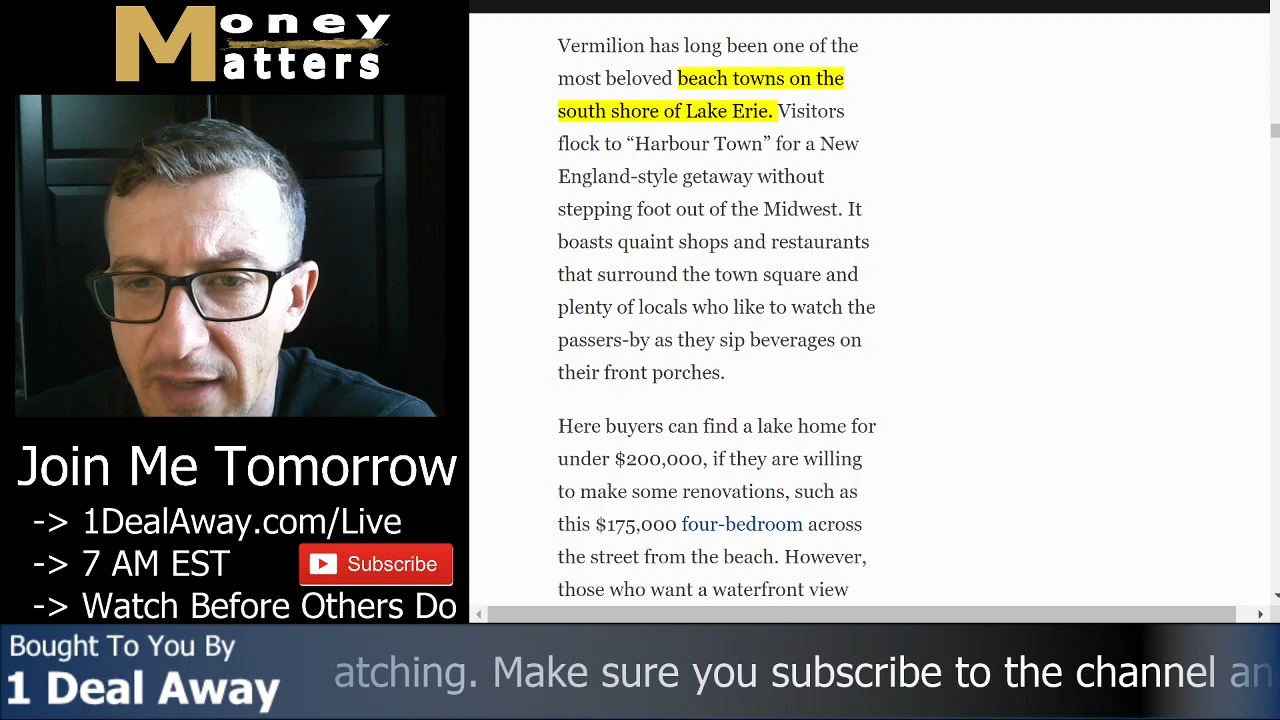 Money
Matters
Join Me Tomorrow
-> 1DealAway.com/Live
-> 7 AM EST
Subscribe
-> Watch Before Others Do
Vermilion has long been one of the
most beloved beach towns on the
south shore of Lake Erie. Visitors
flock to “Harbour Town” for a New
England-style getaway without
stepping foot out of the Midwest. It
boasts quaint shops and restaurants
that surround the town square and
plenty of locals who like to watch the
passers-by as they sip beverages on
their front porches.
Here buyers can find a lake home for
under $200,000, if they are willing
to make some renovations, such as
this $175,000 four-bedroom across
the street from the beach. However,
those who want a waterfront view
Bought To You By
1 Deal Away
atching. Make sure you subscribe to the channel an